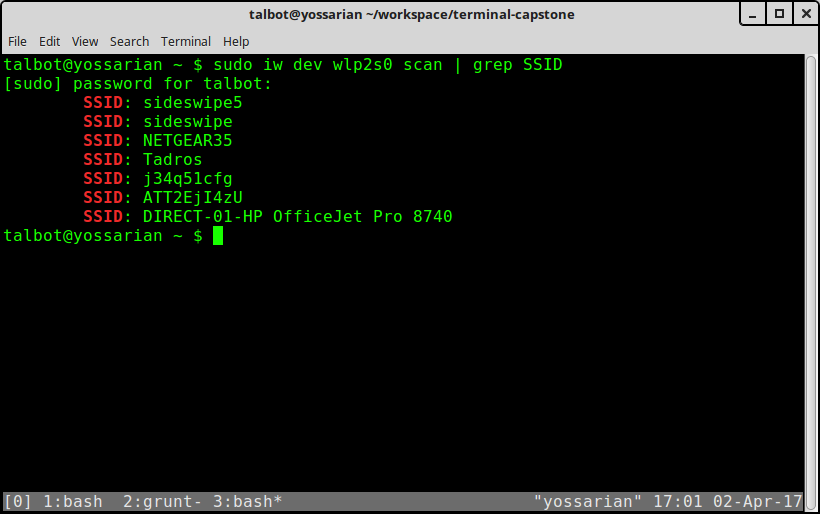 talbot@yossarian ~/workspace/terminal-capstone
File Edit View Search Terminal Help
talbot@yossarian ~ $ sudo iw dev wlp2s0 scan | grep SSID
[sudo] password for talbot:
SSID: sideswipe5
SSID: sideswipe
SSID: NETGEAR35
SSID: Tadros
SSID: j34q51cfg
SSID: ATT2EjI4zU
SSID: DIRECT-01-HP OfficeJet Pro 8740
talbot@yossarian ~ $
[0] 1:bash  2:grunt- 3:bash* "yossarian" 17:01 02-Apr-17